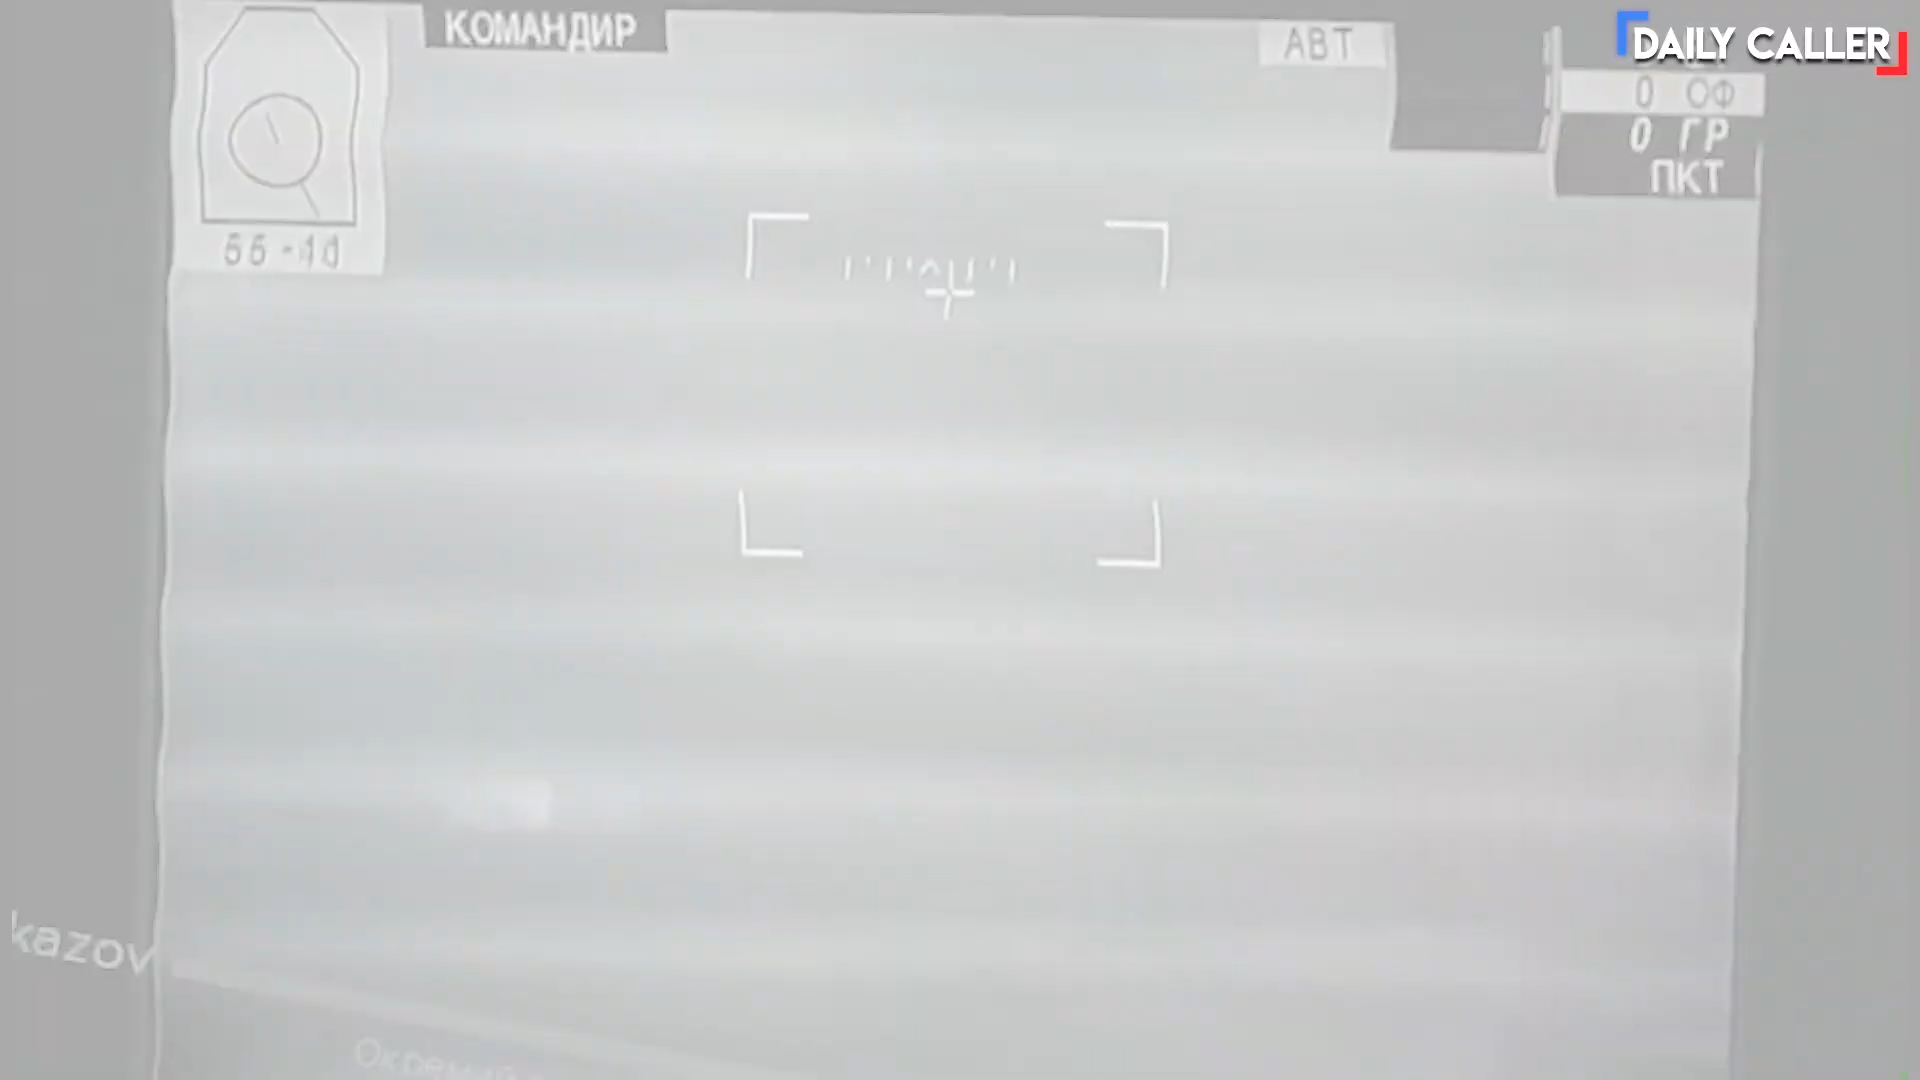 КОМАНДИР
АВТ
DAILY CALLER
0 ОФ
0 ГР
ПКТ
kazov